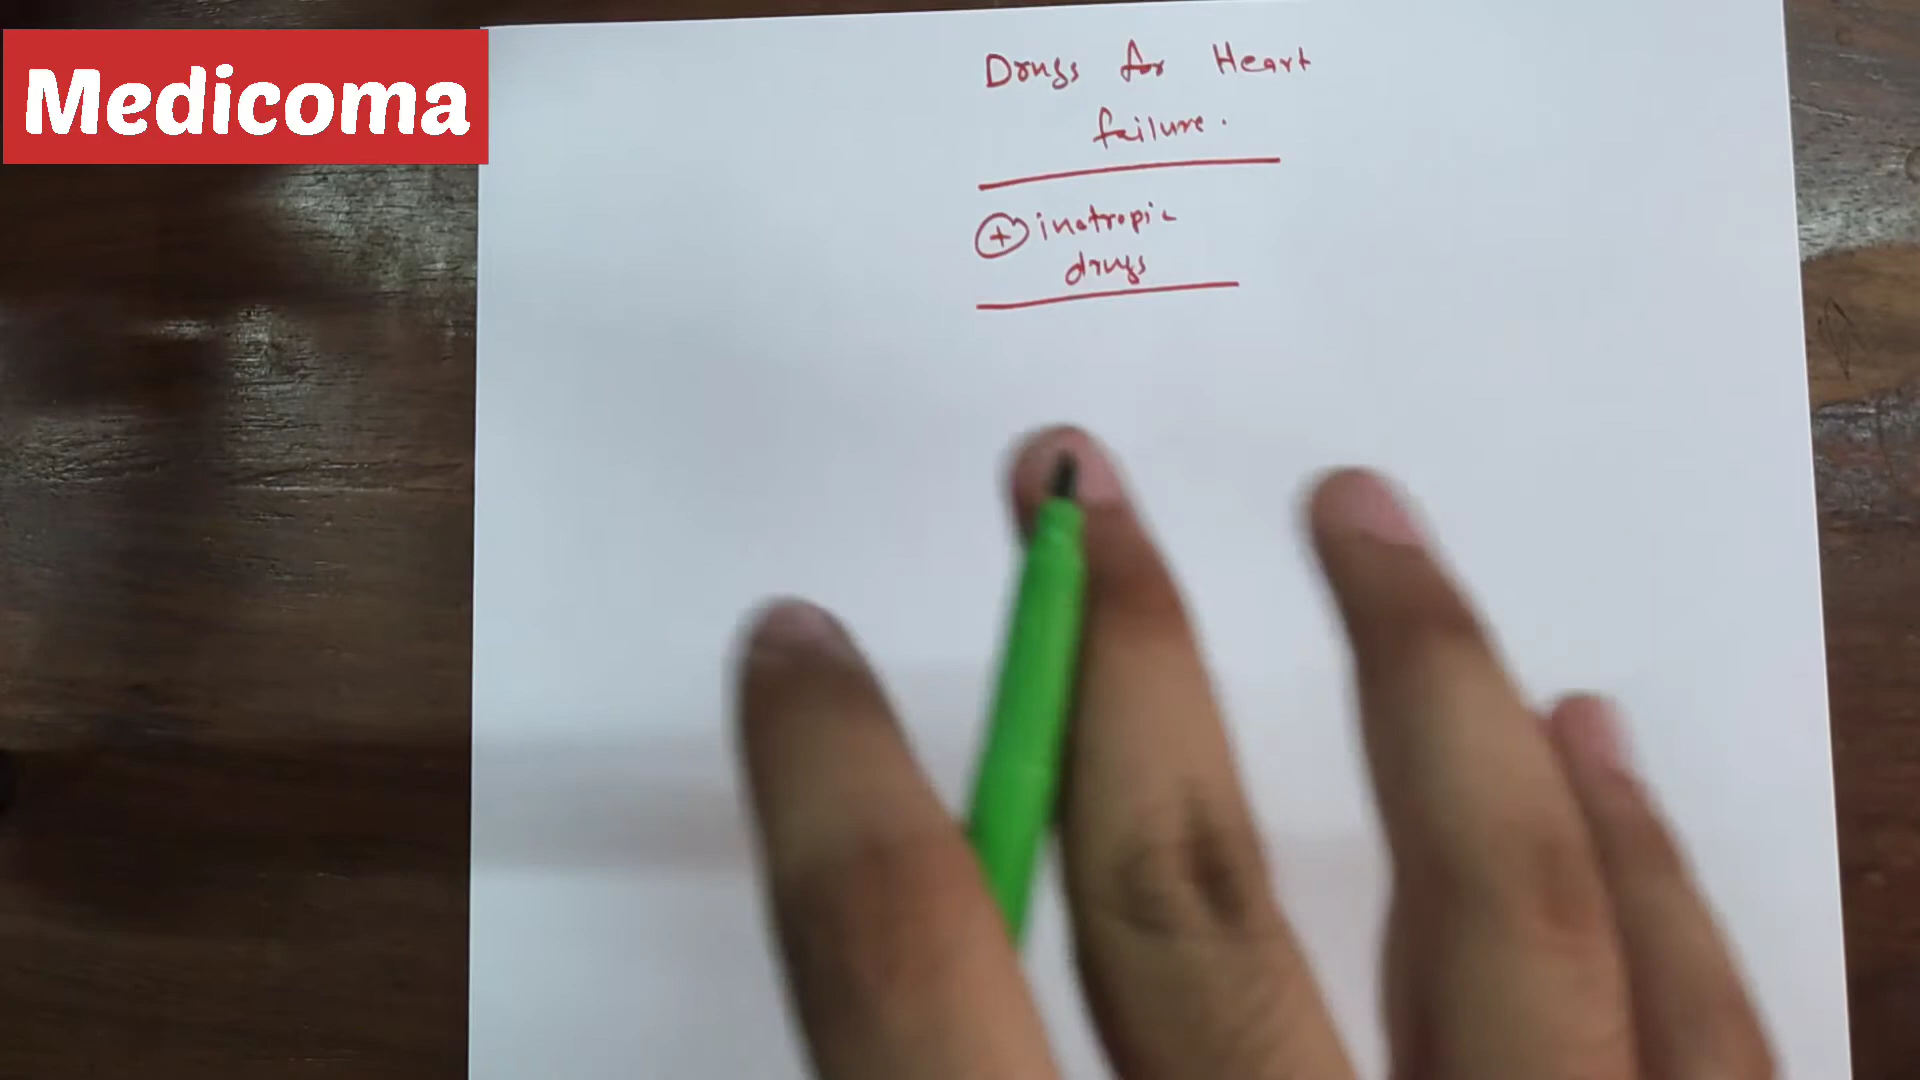 Medicoma
Drugs for Heart
failure.
+ inotropic
drugs